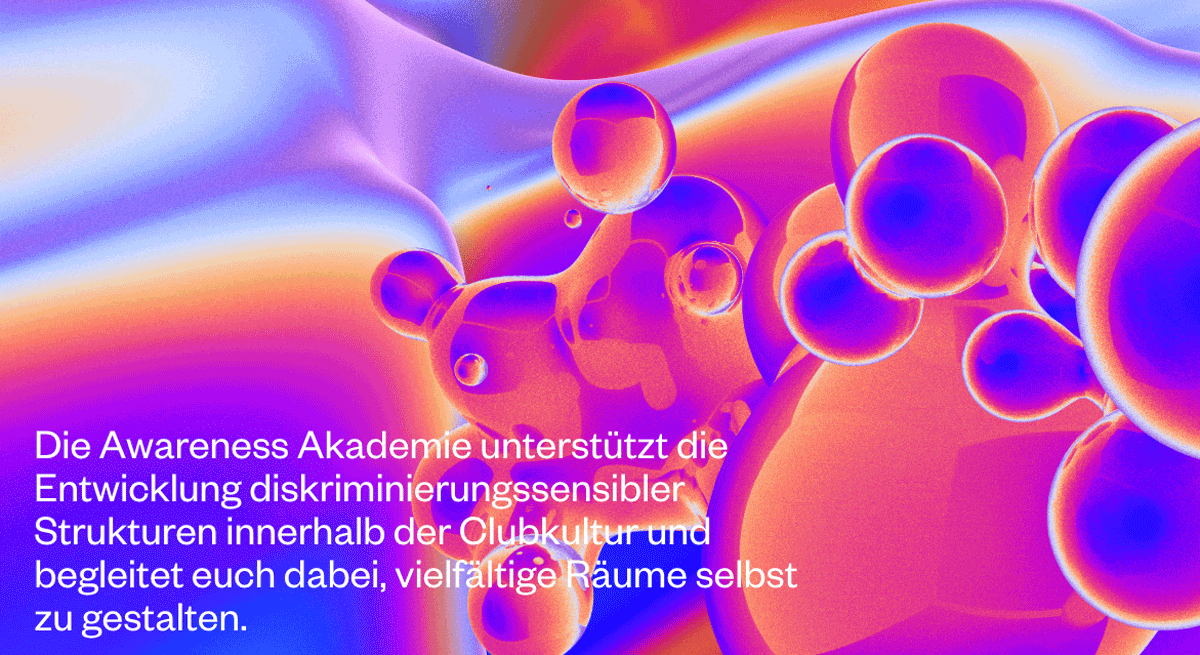 Die Awareness Akademie unterstützt die
Entwicklung diskriminierungssensibler
Strukturen innerhalb der Clubkultur und
begleitet euch dabei, vielfältige Räume selbst
zu gestalten.